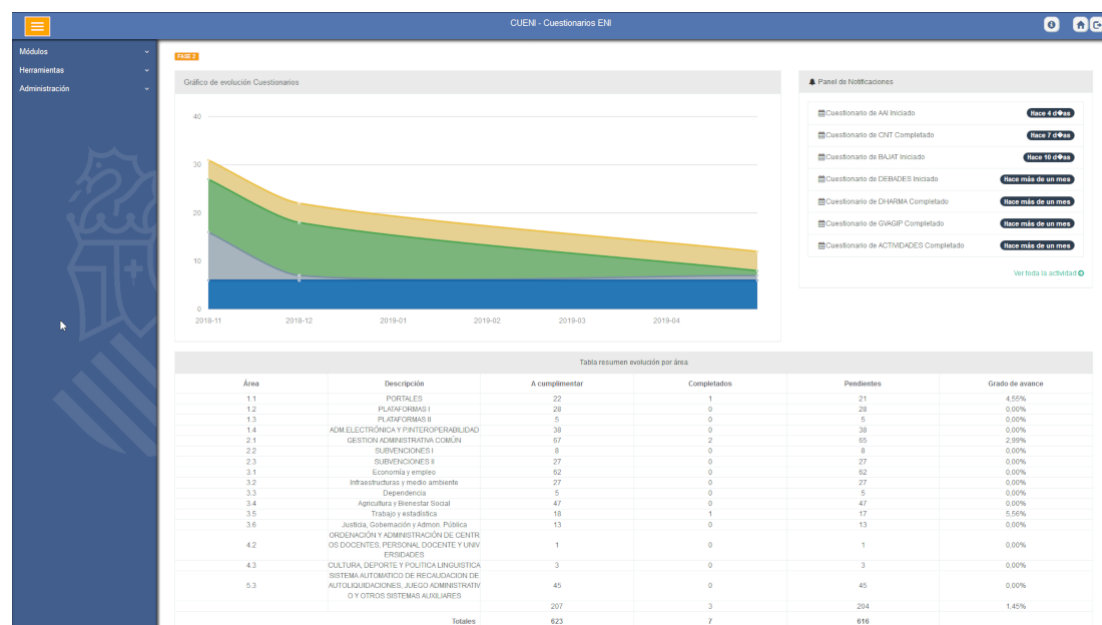 CUENI - Cuestionarios ENI
Módulos
Herramientas
Administración
FASE 2
Gráfico de evolución Cuestionarios
40
30
20
10
0
2018-11 2018-12 2019-01 2019-02 2019-03 2019-04
Panel de Notificaciones
Cuestionario de AAI Iniciado Hace 4 d�as
Cuestionario de CNT Completado Hace 7 d�as
Cuestionario de BAJAT Iniciado Hace 10 d�as
Cuestionario de DEBADES Iniciado Hace más de un mes
Cuestionario de DHARMA Completado Hace más de un mes
Cuestionario de GVAGIP Completado Hace más de un mes
Cuestionario de ACTIVIDADES Completado Hace más de un mes
Ver toda la actividad
Tabla resumen evolución por área
Área Descripción A cumplimentar Completados Pendientes Grado de avance
1.1 PORTALES 22 1 21 4,55%
1.2 PLATAFORMAS I 28 0 28 0,00%
1.3 PLATAFORMAS II 5 0 5 0,00%
1.4 ADM.ELECTRÓNICA Y P.INTEROPERABILIDAD 38 0 38 0,00%
2.1 GESTION ADMINISTRATIVA COMÚN 67 2 65 2,99%
2.2 SUBVENCIONES I 8 0 8 0,00%
2.3 SUBVENCIONES II 27 0 27 0,00%
3.1 Economía y empleo 62 0 62 0,00%
3.2 Infraestructuras y medio ambiente 27 0 27 0,00%
3.3 Dependencia 5 0 5 0,00%
3.4 Agricultura y Bienestar Social 47 0 47 0,00%
3.5 Trabajo y estadística 18 1 17 5,56%
3.6 Justicia, Gobernación y Admon. Pública 13 0 13 0,00%
ORDENACIÓN Y ADMINISTRACIÓN DE CENTR
4.2 OS DOCENTES, PERSONAL DOCENTE Y UNIV 1 0 1 0,00%
ERSIDADES
4.3 CULTURA, DEPORTE Y POLITICA LINGUISTICA 3 0 3 0,00%
SISTEMA AUTOMATICO DE RECAUDACION DE
5.3 AUTOLIQUIDACIONES, JUEGO ADMINISTRATIV 45 0 45 0,00%
O Y OTROS SISTEMAS AUXILIARES
207 3 204 1,45%
Totales 623 7 616